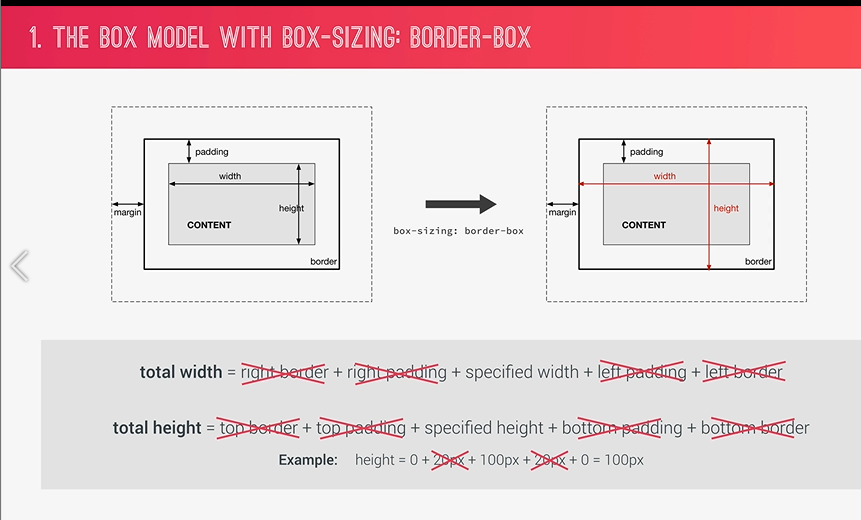 1. THE BOX MODEL WITH BOX-SIZING: BORDER-BOX
padding
width
height
margin
CONTENT
border
box-sizing: border-box
padding
width
height
margin
CONTENT
border
total width = right border + right padding + specified width + left padding + left border
total height = top border + top padding + specified height + bottom padding + bottom border
Example: height = 0 + 20px + 100px + 20px + 0 = 100px